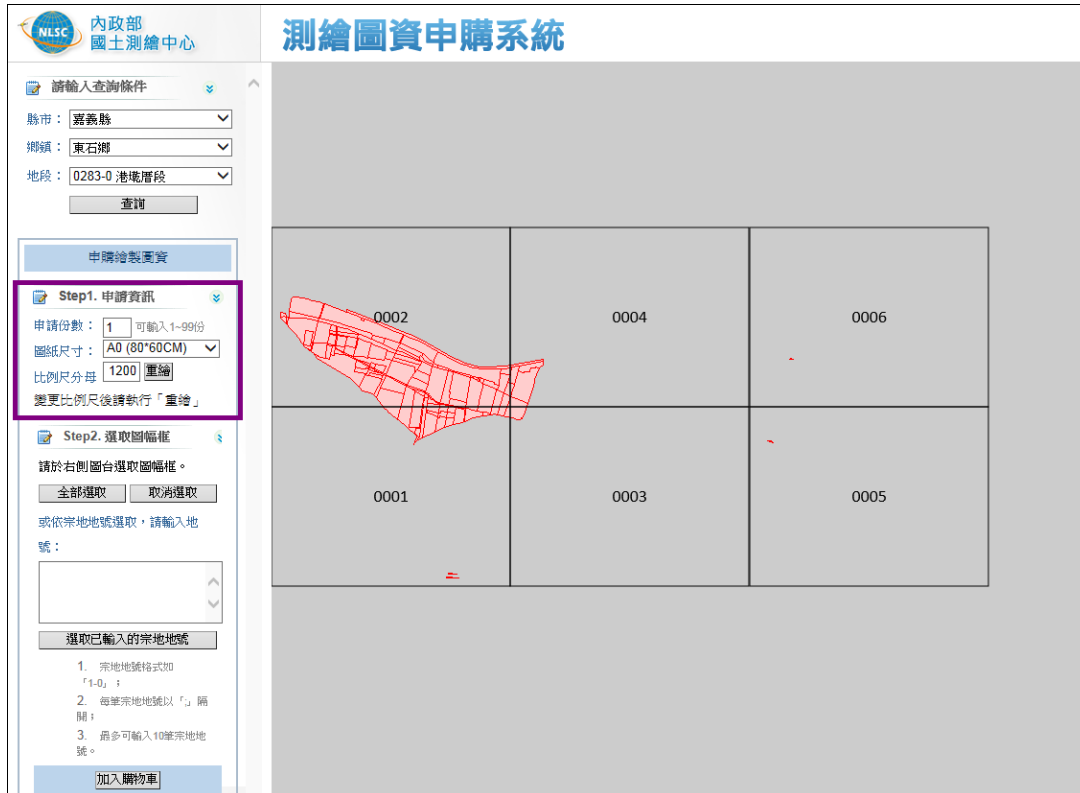 NLSC
內政部
國土測繪中心
測繪圖資申購系統
請輸入查詢條件
縣市： 嘉義縣
鄉鎮： 東石鄉
地段： 0283-0 港墘厝段
查詢
申購繪製圖資
Step1. 申請資訊
申請份數： 1 可輸入1~99份
圖紙尺寸： A0 (80*60CM)
比例尺分母 1200 重繪
變更比例尺後請執行「重繪」
Step2. 選取圖幅框
請於右側圖台選取圖幅框。
全部選取 取消選取
或依宗地地號選取，請輸入地
號：
選取已輸入的宗地地號
1. 宗地地號格式如
「1-0」；
2. 每筆宗地地號以「;」隔
開；
3. 最多可輸入10筆宗地地
號。
加入購物車
0002 0004 0006
0001 0003 0005